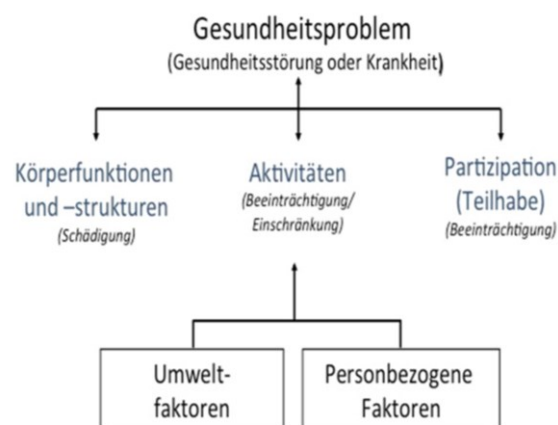 Gesundheitsproblem
(Gesundheitsstörung oder Krankheit)
Körperfunktionen
und –strukturen
(Schädigung)
Aktivitäten
(Beeinträchtigung/
Einschränkung)
Partizipation
(Teilhabe)
(Beeinträchtigung)
Umwelt-
faktoren
Personbezogene
Faktoren